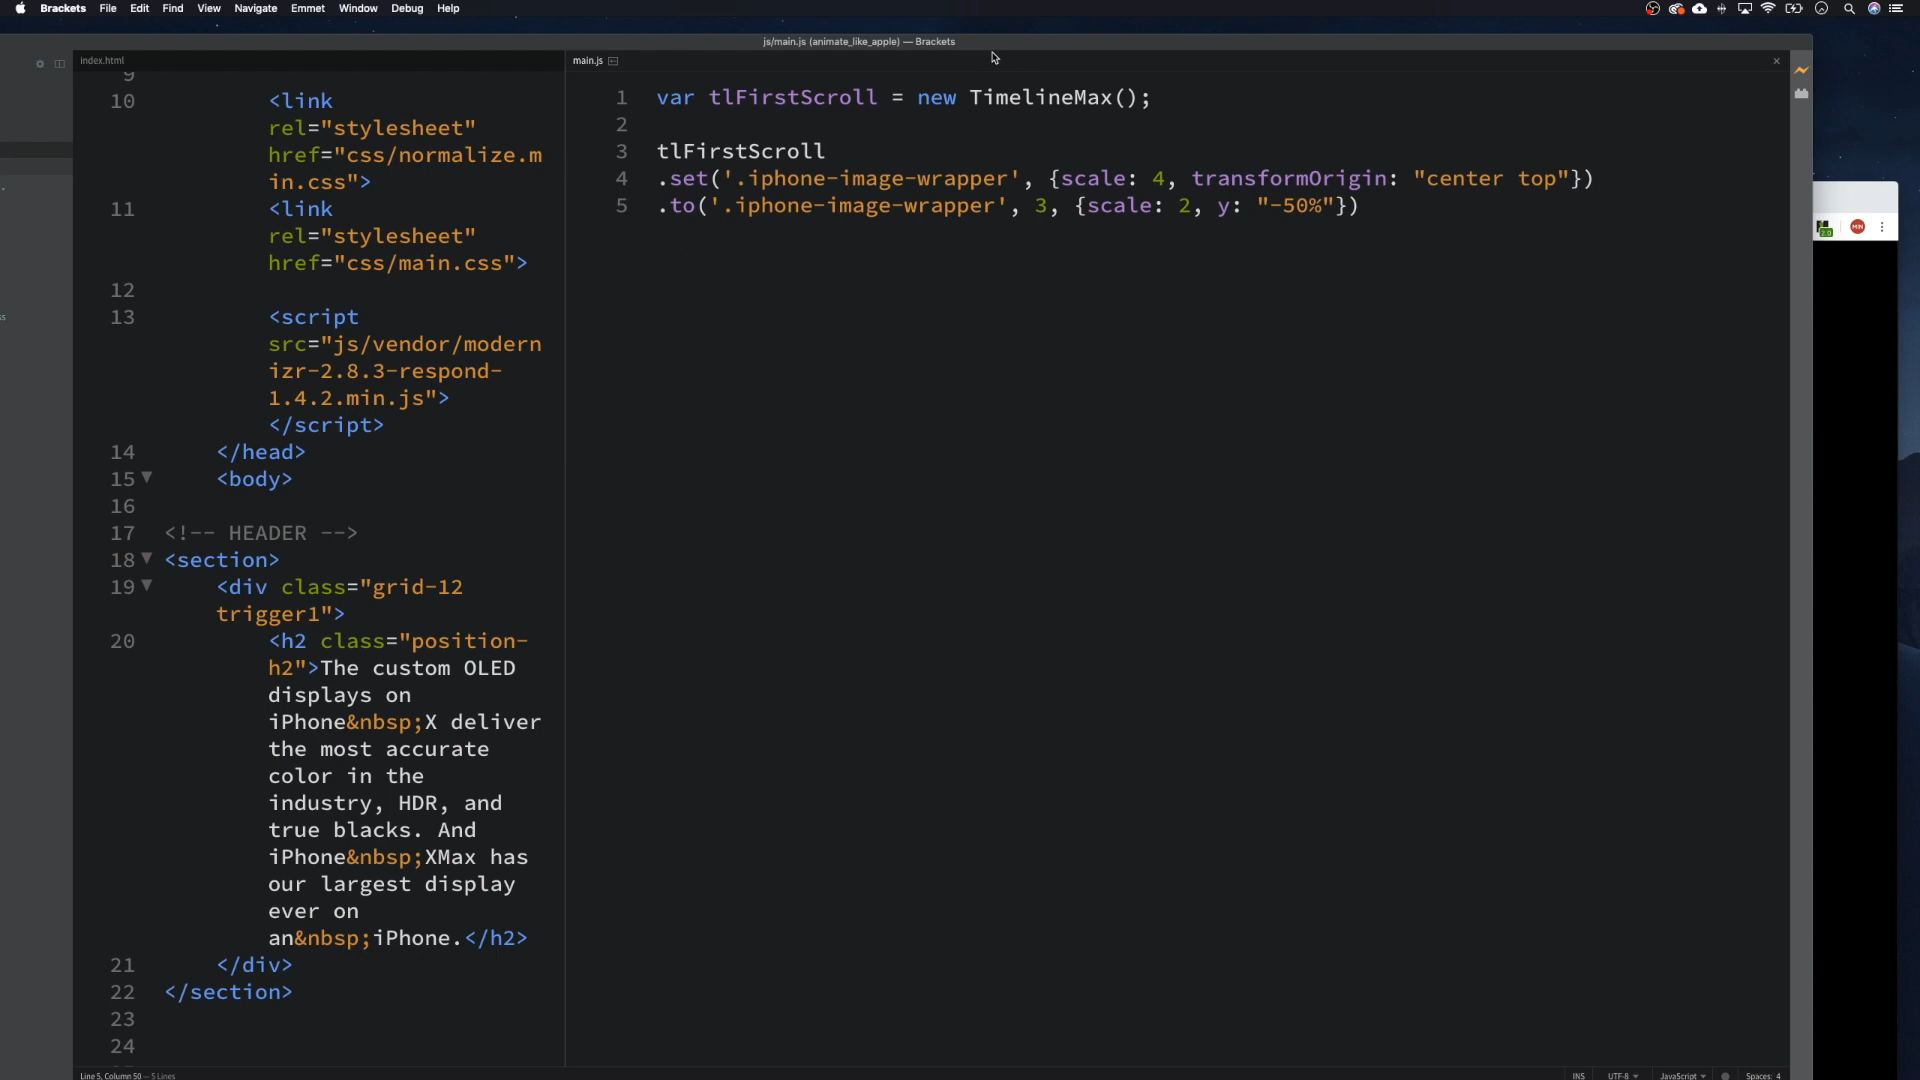 Brackets File Edit Find View Navigate Emmet Window Debug Help
js/main.js (animate_like_apple) — Brackets
index.html
9
10 <link
rel="stylesheet"
href="css/normalize.m
in.css">
11 <link
rel="stylesheet"
href="css/main.css">
12
13 <script
src="js/vendor/modern
izr-2.8.3-respond-
1.4.2.min.js">
</script>
14 </head>
15 <body>
16
17 <!-- HEADER -->
18 <section>
19 <div class="grid-12
trigger1">
20 <h2 class="position-
h2">The custom OLED
displays on
iPhone&nbsp;X deliver
the most accurate
color in the
industry, HDR, and
true blacks. And
iPhone&nbsp;XMax has
our largest display
ever on
an&nbsp;iPhone.</h2>
21 </div>
22 </section>
23
24
main.js
1 var tlFirstScroll = new TimelineMax();
2
3 tlFirstScroll
4 .set('.iphone-image-wrapper', {scale: 4, transformOrigin: "center top"})
5 .to('.iphone-image-wrapper', 3, {scale: 2, y: "-50%"})
2.0
MIN
Line 5, Column 50 — 5 Lines
INS UTF-8 JavaScript Spaces: 4